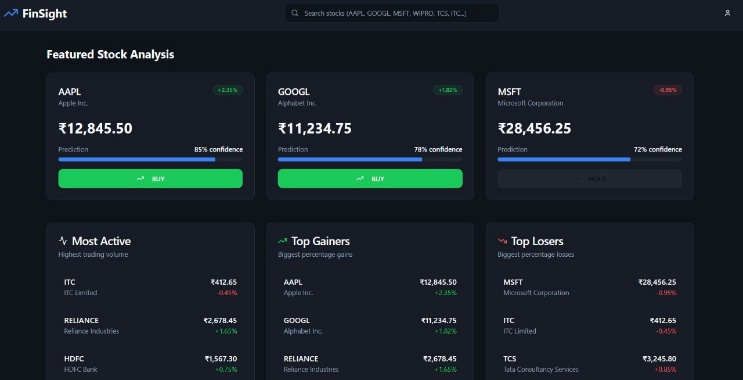 FinSight
Search stocks (AAPL, GOOGL, MSFT, WIPRO, TCS, ITC...)
Featured Stock Analysis
AAPL
+2.35%
Apple Inc.
₹12,845.50
Prediction
85% confidence
BUY
GOOGL
+1.82%
Alphabet Inc.
₹11,234.75
Prediction
78% confidence
BUY
MSFT
-0.95%
Microsoft Corporation
₹28,456.25
Prediction
72% confidence
HOLD
Most Active
Highest trading volume
ITC
₹412.65
ITC Limited
-0.45%
RELIANCE
₹2,678.45
Reliance Industries
+1.65%
HDFC
₹1,567.30
HDFC Bank
+0.75%
Top Gainers
Biggest percentage gains
AAPL
₹12,845.50
Apple Inc.
+2.35%
GOOGL
₹11,234.75
Alphabet Inc.
+1.82%
RELIANCE
₹2,678.45
Reliance Industries
+1.65%
Top Losers
Biggest percentage losses
MSFT
₹28,456.25
Microsoft Corporation
-0.95%
ITC
₹412.65
ITC Limited
-0.45%
TCS
₹3,245.80
Tata Consultancy Services
+0.85%